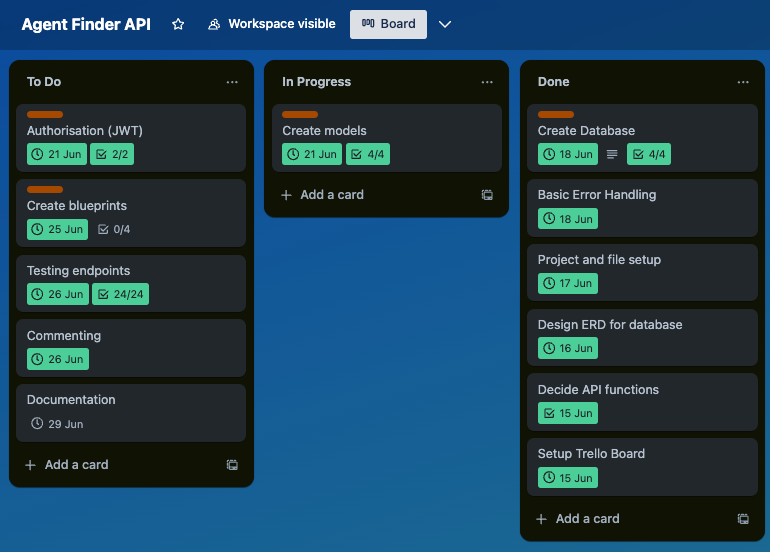 Agent Finder API
Workspace visible
Board
To Do
Authorisation (JWT)
21 Jun 2/2
Create blueprints
25 Jun 0/4
Testing endpoints
26 Jun 24/24
Commenting
26 Jun
Documentation
29 Jun
+ Add a card
In Progress
Create models
21 Jun 4/4
+ Add a card
Done
Create Database
18 Jun 4/4
Basic Error Handling
18 Jun
Project and file setup
17 Jun
Design ERD for database
16 Jun
Decide API functions
15 Jun
Setup Trello Board
15 Jun
+ Add a card